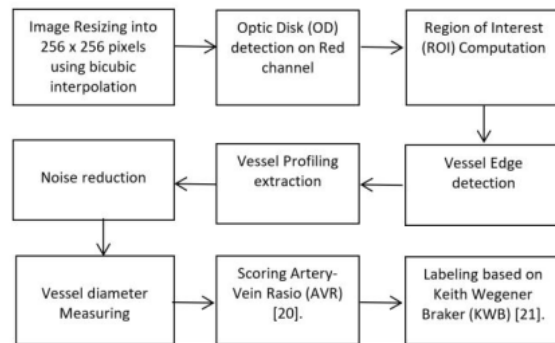 Image Resizing into
256 x 256 pixels
using bicubic
interpolation
Optic Disk (OD)
detection on Red
channel
Region of Interest
(ROI) Computation
Vessel Edge
detection
Vessel Profiling
extraction
Noise reduction
Vessel diameter
Measuring
Scoring Artery-
Vein Rasio (AVR)
[20].
Labeling based on
Keith Wegener
Braker (KWB) [21].